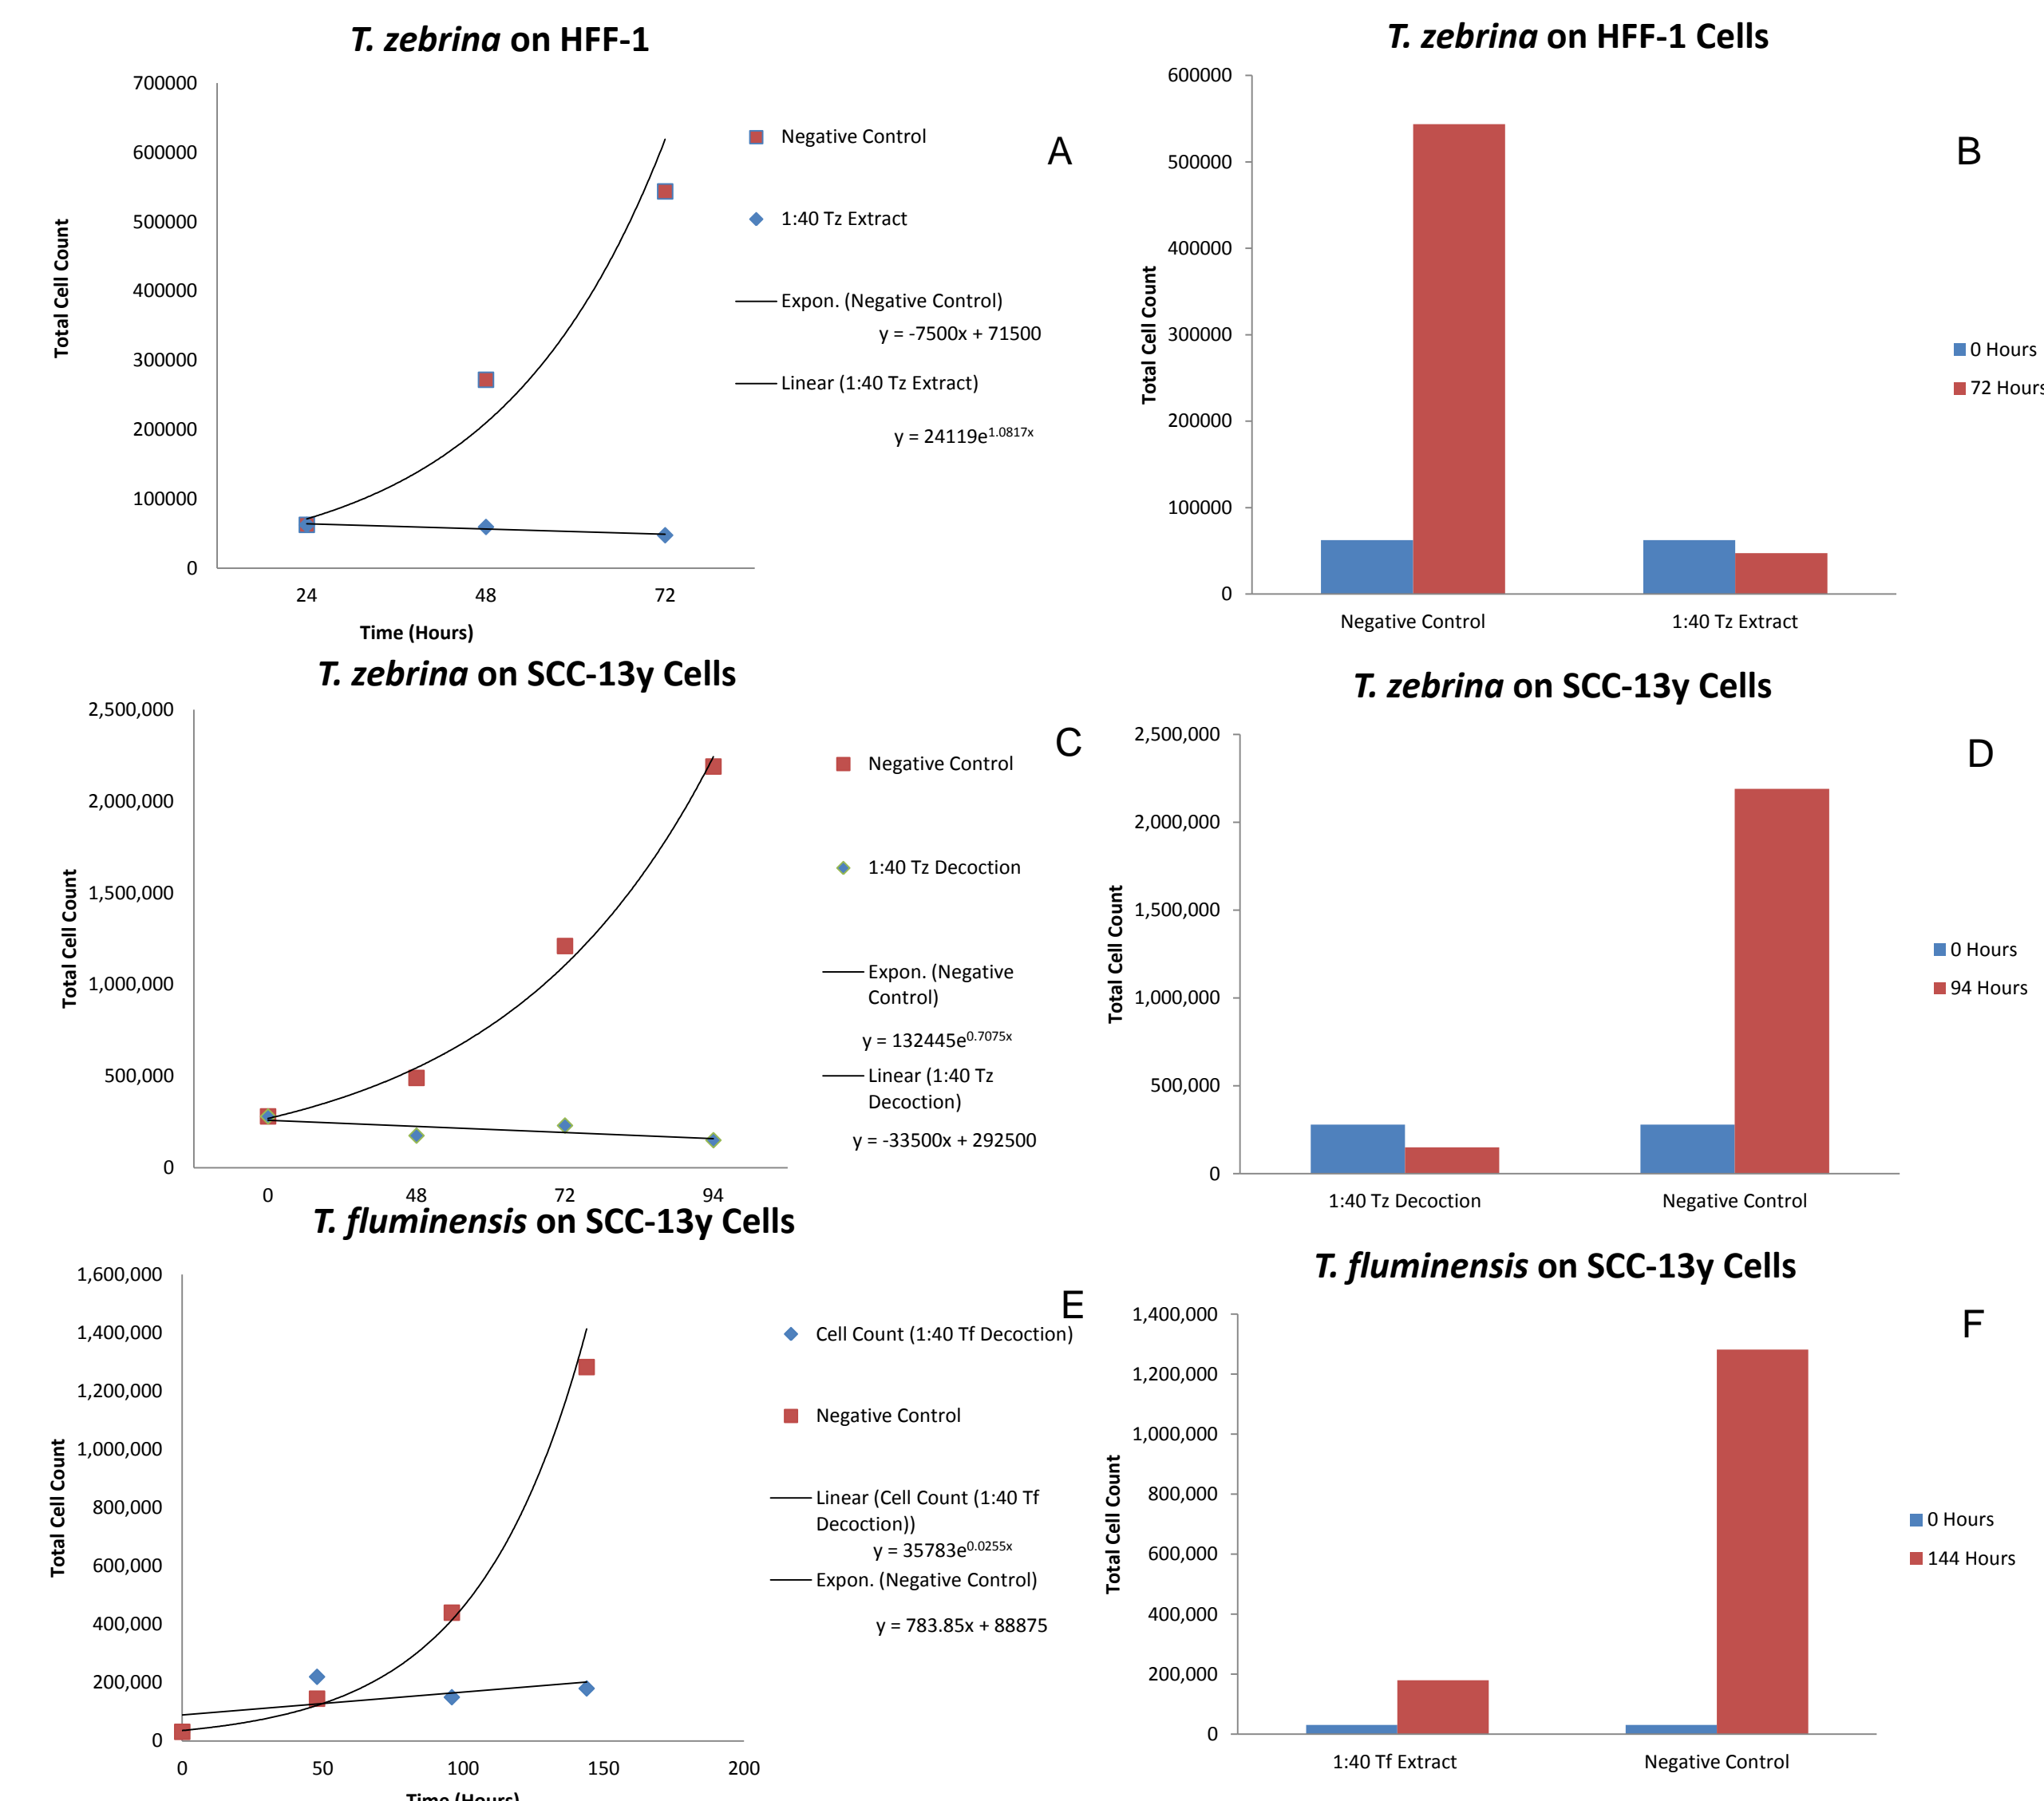 T. zebrina on HFF-1
700000
600000
500000
400000
300000
200000
100000
0
Total Cell Count
24 48 72
Time (Hours)
Negative Control
1:40 Tz Extract
Expon. (Negative Control)
y = -7500x + 71500
Linear (1:40 Tz Extract)
y = 24119e^1.0817x
A
T. zebrina on HFF-1 Cells
600000
500000
400000
300000
200000
100000
0
Total Cell Count
Negative Control 1:40 Tz Extract
0 Hours
72 Hours
B
T. zebrina on SCC-13y Cells
2,500,000
2,000,000
1,500,000
1,000,000
500,000
0
Total Cell Count
0 48 72 94
Negative Control
1:40 Tz Decoction
Expon. (Negative
Control)
y = 132445e^0.7075x
Linear (1:40 Tz
Decoction)
y = -33500x + 292500
C
T. zebrina on SCC-13y Cells
2,500,000
2,000,000
1,500,000
1,000,000
500,000
0
Total Cell Count
1:40 Tz Decoction Negative Control
0 Hours
94 Hours
D
T. fluminensis on SCC-13y Cells
1,600,000
1,400,000
1,200,000
1,000,000
800,000
600,000
400,000
200,000
0
Total Cell Count
0 50 100 150 200
Time (Hours)
Cell Count (1:40 Tf Decoction)
Negative Control
Linear (Cell Count (1:40 Tf
Decoction))
y = 35783e^0.0255x
Expon. (Negative Control)
y = 783.85x + 88875
E
T. fluminensis on SCC-13y Cells
1,400,000
1,200,000
1,000,000
800,000
600,000
400,000
200,000
0
Total Cell Count
1:40 Tf Extract Negative Control
0 Hours
144 Hours
F